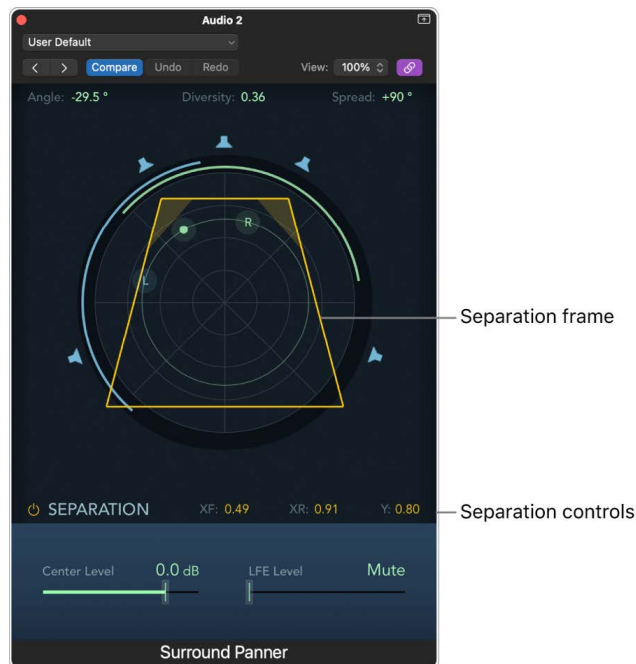 Audio 2
User Default
Compare Undo Redo View: 100%
Angle: -29.5 ° Diversity: 0.36 Spread: +90 °
R
L
Separation frame
SEPARATION XF: 0.49 XR: 0.91 Y: 0.80
Separation controls
Center Level 0.0 dB LFE Level Mute
Surround Panner